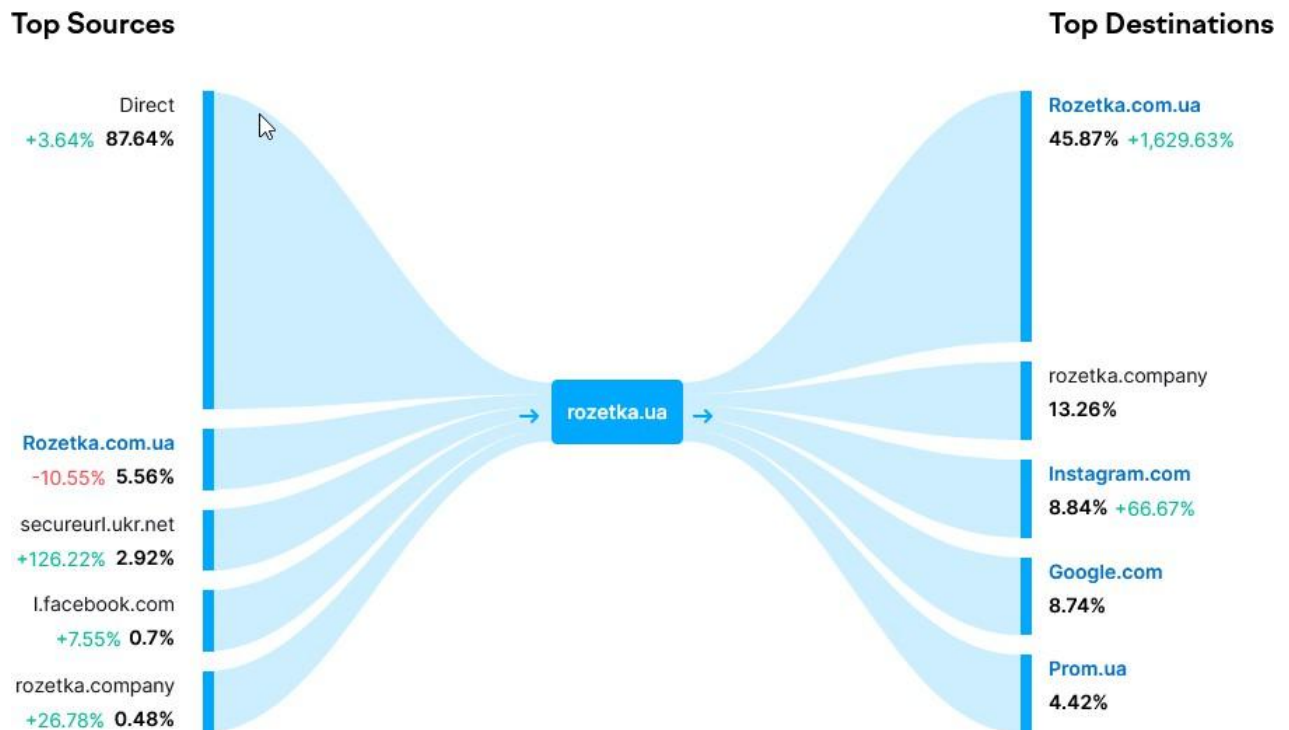 Top Sources
Top Destinations
Direct
+3.64% 87.64%
Rozetka.com.ua
-10.55% 5.56%
secureurl.ukr.net
+126.22% 2.92%
l.facebook.com
+7.55% 0.7%
rozetka.company
+26.78% 0.48%
→ rozetka.ua →
Rozetka.com.ua
45.87% +1,629.63%
rozetka.company
13.26%
Instagram.com
8.84% +66.67%
Google.com
8.74%
Prom.ua
4.42%